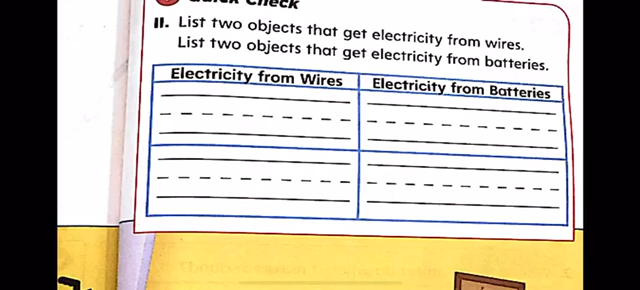 Quick Check
11. List two objects that get electricity from wires.
List two objects that get electricity from batteries.
Electricity from Wires Electricity from Batteries